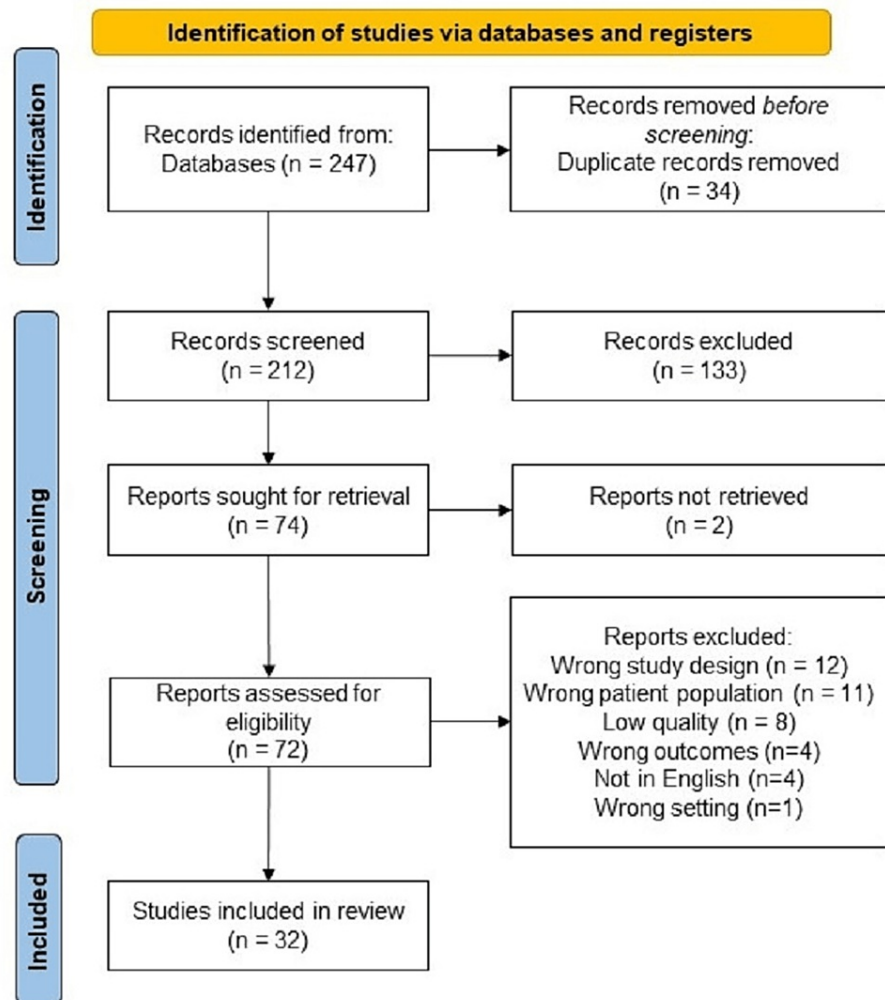 Identification of studies via databases and registers
Identification
Records identified from:
Databases (n = 247)
Records removed before
screening:
Duplicate records removed
(n = 34)
Screening
Records screened
(n = 212)
Records excluded
(n = 133)
Reports sought for retrieval
(n = 74)
Reports not retrieved
(n = 2)
Reports assessed for
eligibility
(n = 72)
Reports excluded:
Wrong study design (n = 12)
Wrong patient population (n = 11)
Low quality (n = 8)
Wrong outcomes (n=4)
Not in English (n=4)
Wrong setting (n=1)
Included
Studies included in review
(n = 32)